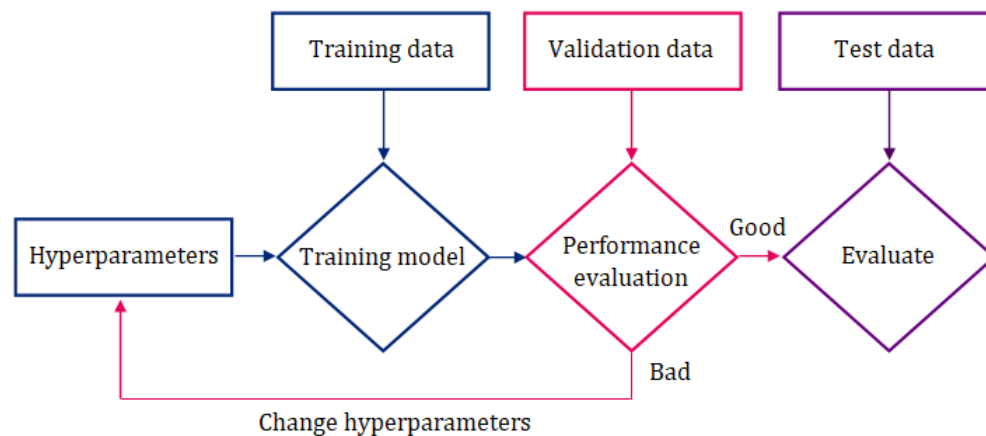 Training data
Validation data
Test data
Hyperparameters
Training model
Performance
evaluation
Good
Evaluate
Bad
Change hyperparameters